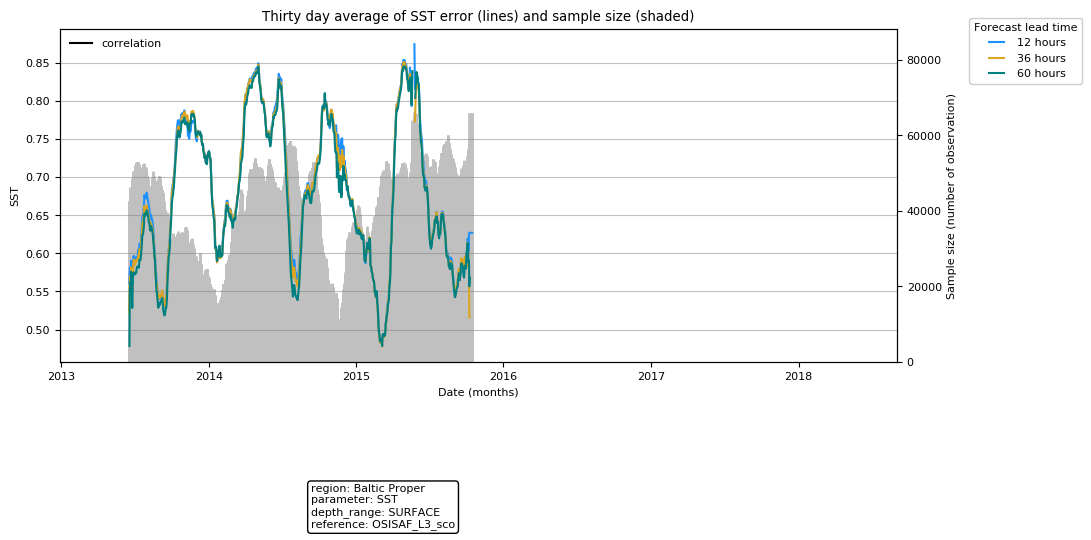 Thirty day average of SST error (lines) and sample size (shaded)
Forecast lead time
12 hours
36 hours
60 hours
correlation
0.85
0.80
0.75
0.70
0.65
0.60
0.55
0.50
SST
80000
60000
40000
20000
0
Sample size (number of observation)
2013
2014
2015
2016
2017
2018
Date (months)
region: Baltic Proper
parameter: SST
depth_range: SURFACE
reference: OSISAF_L3_sco